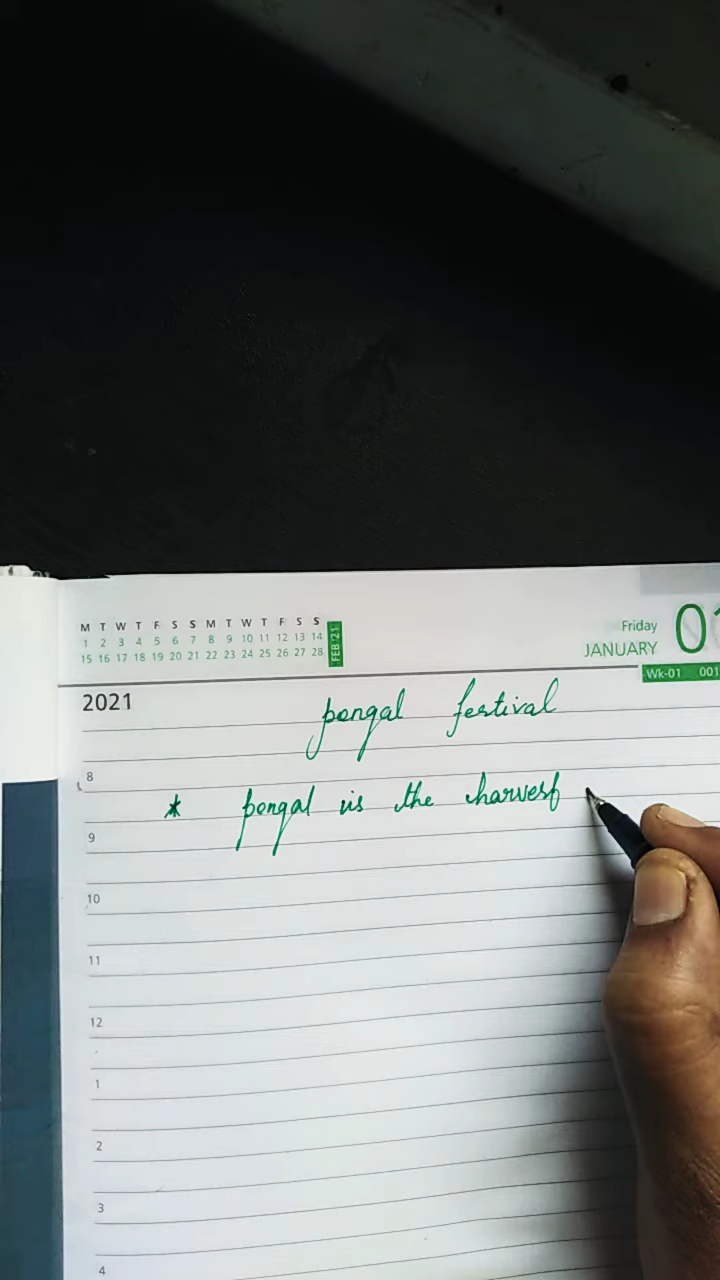 M T W T F S S M T W T F S S
1 2 3 4 5 6 7 8 9 10 11 12 13 14
15 16 17 18 19 20 21 22 23 24 25 26 27 28
FEB '21
Friday
JANUARY
01
Wk-01 001
2021
pongal festival
8
* pongal is the harvest
9
10
11
12
1
2
3
4